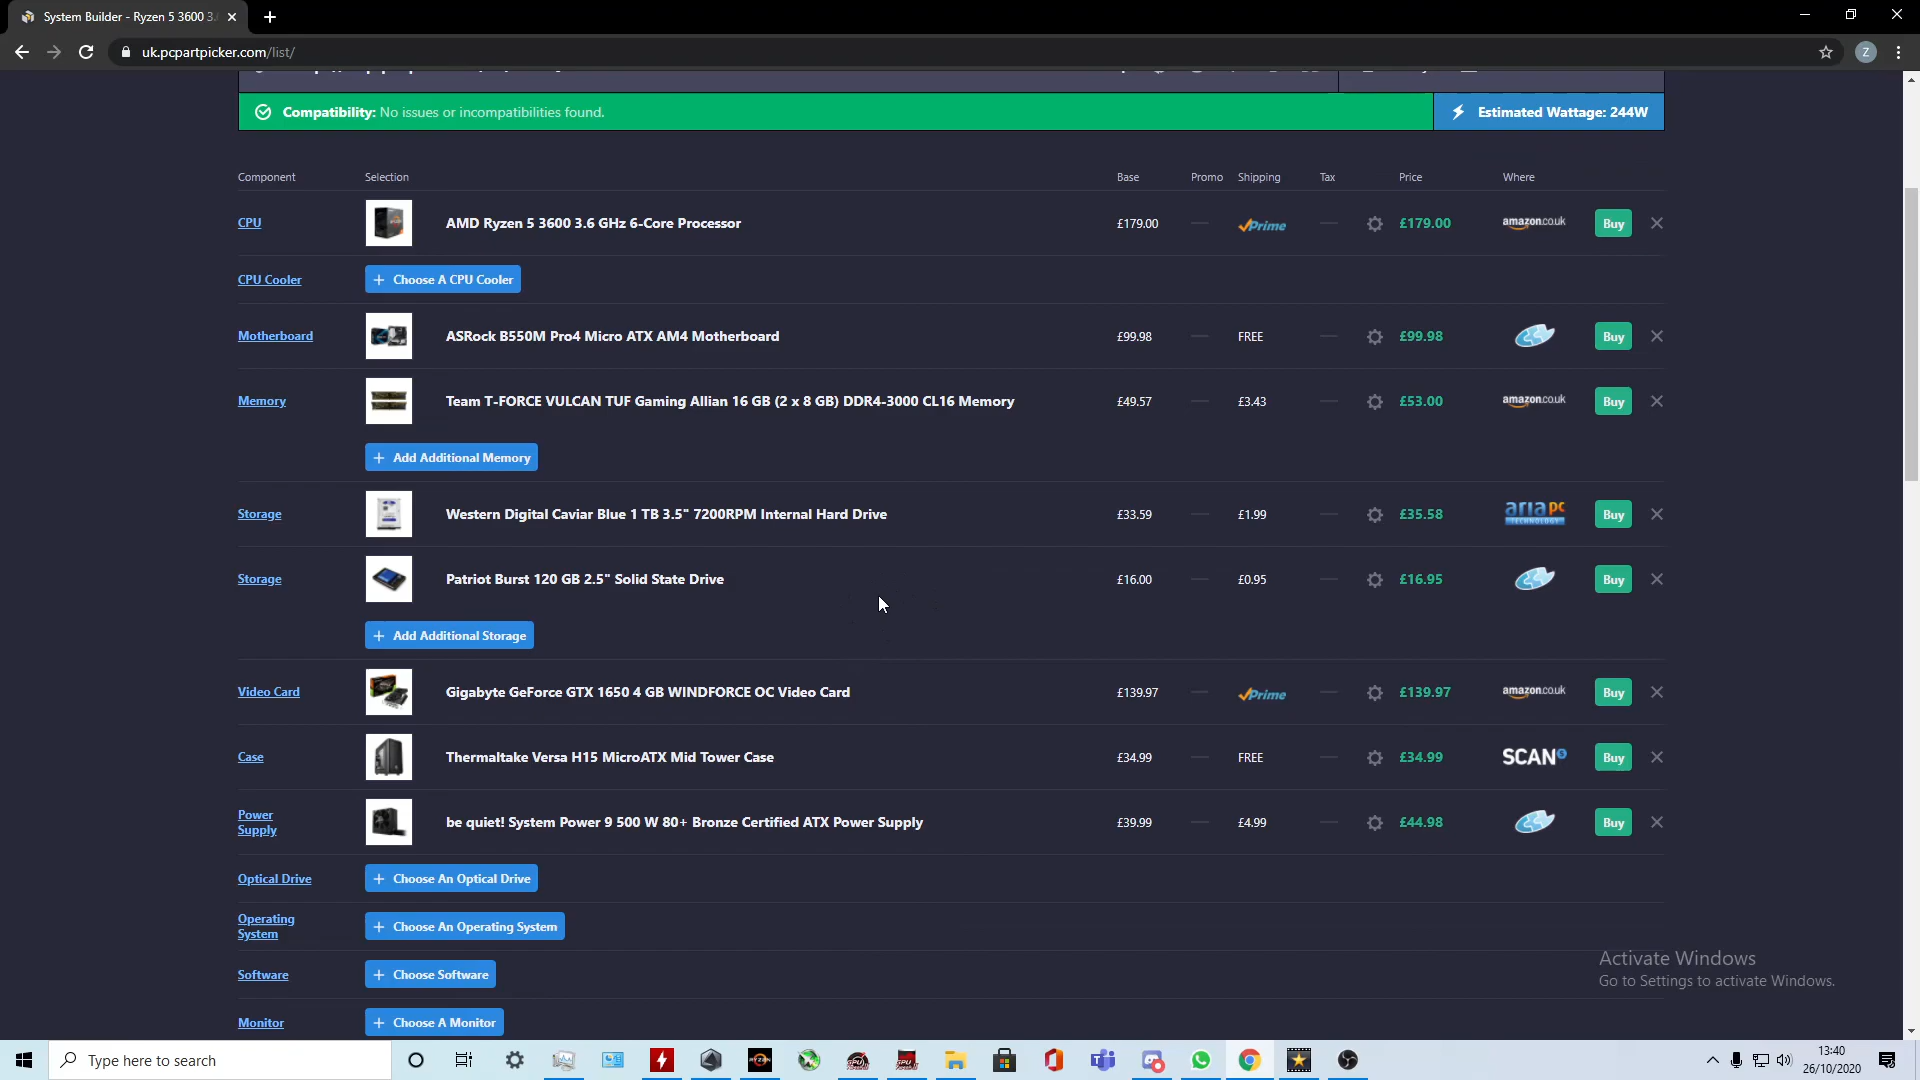 System Builder - Ryzen 5 3600 3.
uk.pcpartpicker.com/list/
Z
Compatibility: No issues or incompatibilities found.
Estimated Wattage: 244W
Component Selection Base Promo Shipping Tax Price Where
CPU AMD Ryzen 5 3600 3.6 GHz 6-Core Processor £179.00 Prime £179.00 amazon.co.uk Buy
CPU Cooler + Choose A CPU Cooler
Motherboard ASRock B550M Pro4 Micro ATX AM4 Motherboard £99.98 FREE £99.98 Buy
Memory Team T-FORCE VULCAN TUF Gaming Allian 16 GB (2 x 8 GB) DDR4-3000 CL16 Memory £49.57 £3.43 £53.00 amazon.co.uk Buy
+ Add Additional Memory
Storage Western Digital Caviar Blue 1 TB 3.5" 7200RPM Internal Hard Drive £33.59 £1.99 £35.58 aria pc TECHNOLOGY Buy
Storage Patriot Burst 120 GB 2.5" Solid State Drive £16.00 £0.95 £16.95 Buy
+ Add Additional Storage
Video Card Gigabyte GeForce GTX 1650 4 GB WINDFORCE OC Video Card £139.97 Prime £139.97 amazon.co.uk Buy
Case Thermaltake Versa H15 MicroATX Mid Tower Case £34.99 FREE £34.99 SCAN Buy
Power
Supply be quiet! System Power 9 500 W 80+ Bronze Certified ATX Power Supply £39.99 £4.99 £44.98 Buy
Optical Drive + Choose An Optical Drive
Operating
System + Choose An Operating System
Software + Choose Software
Monitor + Choose A Monitor
Activate Windows
Go to Settings to activate Windows.
Type here to search
RYZEN
13:40
26/10/2020